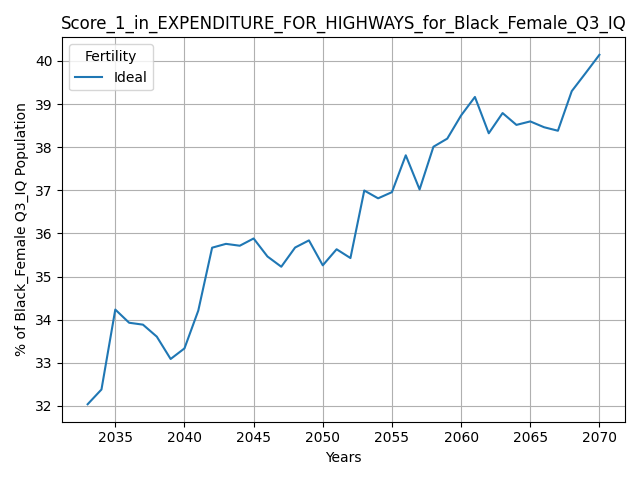 Score_1_in_EXPENDITURE_FOR_HIGHWAYS_for_Black_Female_Q3_IQ
Fertility
Ideal
% of Black_Female Q3_IQ Population
40
39
38
37
36
35
34
33
32
2035 2040 2045 2050 2055 2060 2065 2070
Years